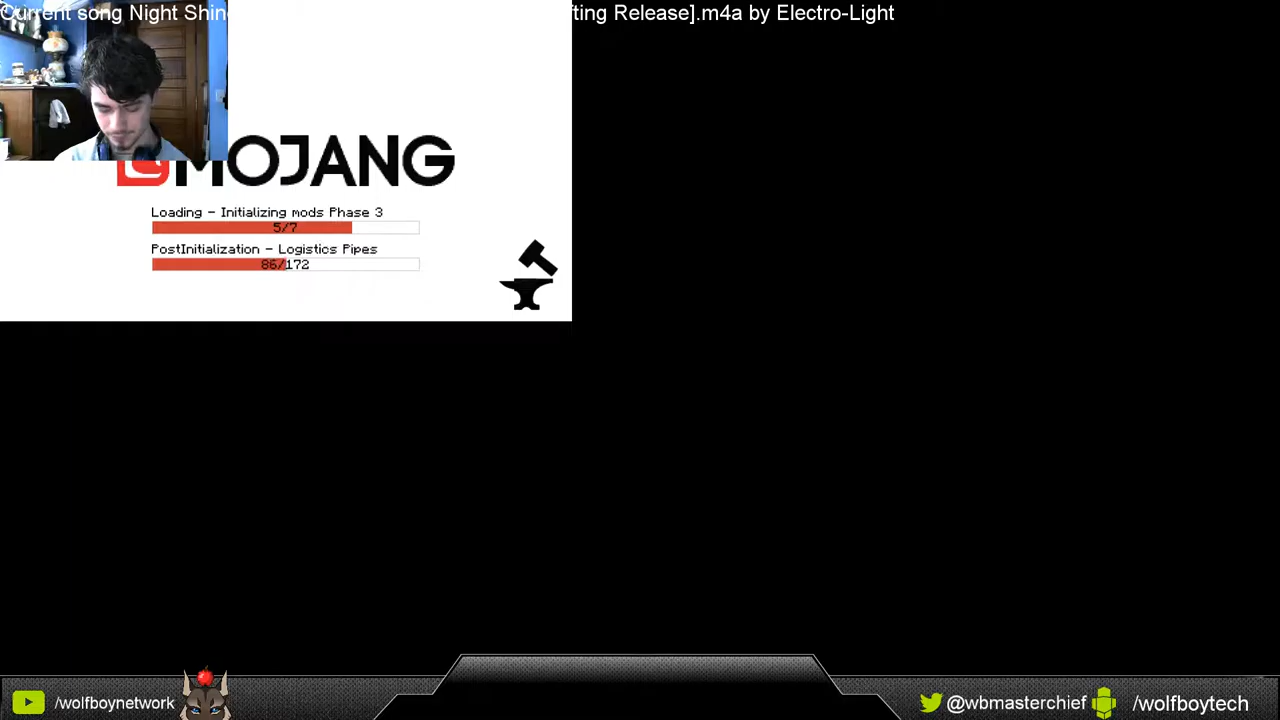 Current song Night Shin fting Release].m4a by Electro-Light
MOJANG
Loading - Initializing mods Phase 3
5/7
PostInitialization - Logistics Pipes
86/172
/wolfboynetwork
@wbmasterchief
/wolfboytech